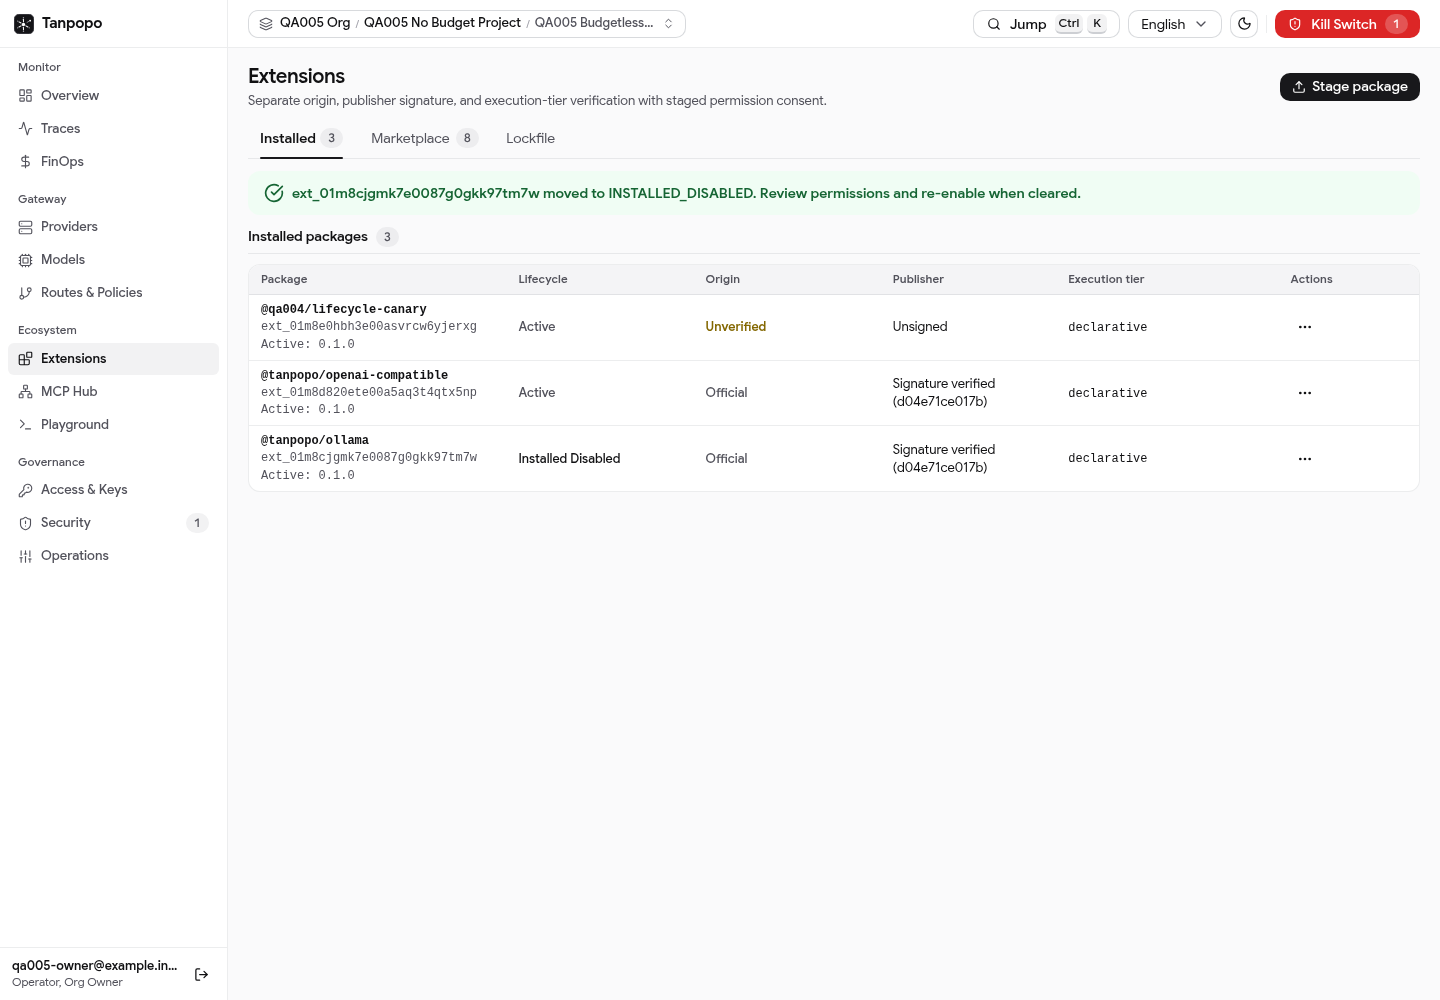 Tanpopo
QA005 Org / QA005 No Budget Project / QA005 Budgetless...
Jump Ctrl K
English
Kill Switch 1
Monitor
Overview
Traces
FinOps
Gateway
Providers
Models
Routes & Policies
Ecosystem
Extensions
MCP Hub
Playground
Governance
Access & Keys
Security 1
Operations
qa005-owner@example.in...
Operator, Org Owner
Extensions
Separate origin, publisher signature, and execution-tier verification with staged permission consent.
Stage package
Installed 3 Marketplace 8 Lockfile
ext_01m8cjgmk7e0087g0gkk97tm7w moved to INSTALLED_DISABLED. Review permissions and re-enable when cleared.
Installed packages 3
Package Lifecycle Origin Publisher Execution tier Actions
@qa004/lifecycle-canary
ext_01m8e0hbh3e00asvrcw6yjerxg Active Unverified Unsigned declarative
Active: 0.1.0
@tanpopo/openai-compatible
ext_01m8d820ete00a5aq3t4qtx5np Active Official Signature verified (d04e71ce017b) declarative
Active: 0.1.0
@tanpopo/ollama
ext_01m8cjgmk7e0087g0gkk97tm7w Installed Disabled Official Signature verified (d04e71ce017b) declarative
Active: 0.1.0